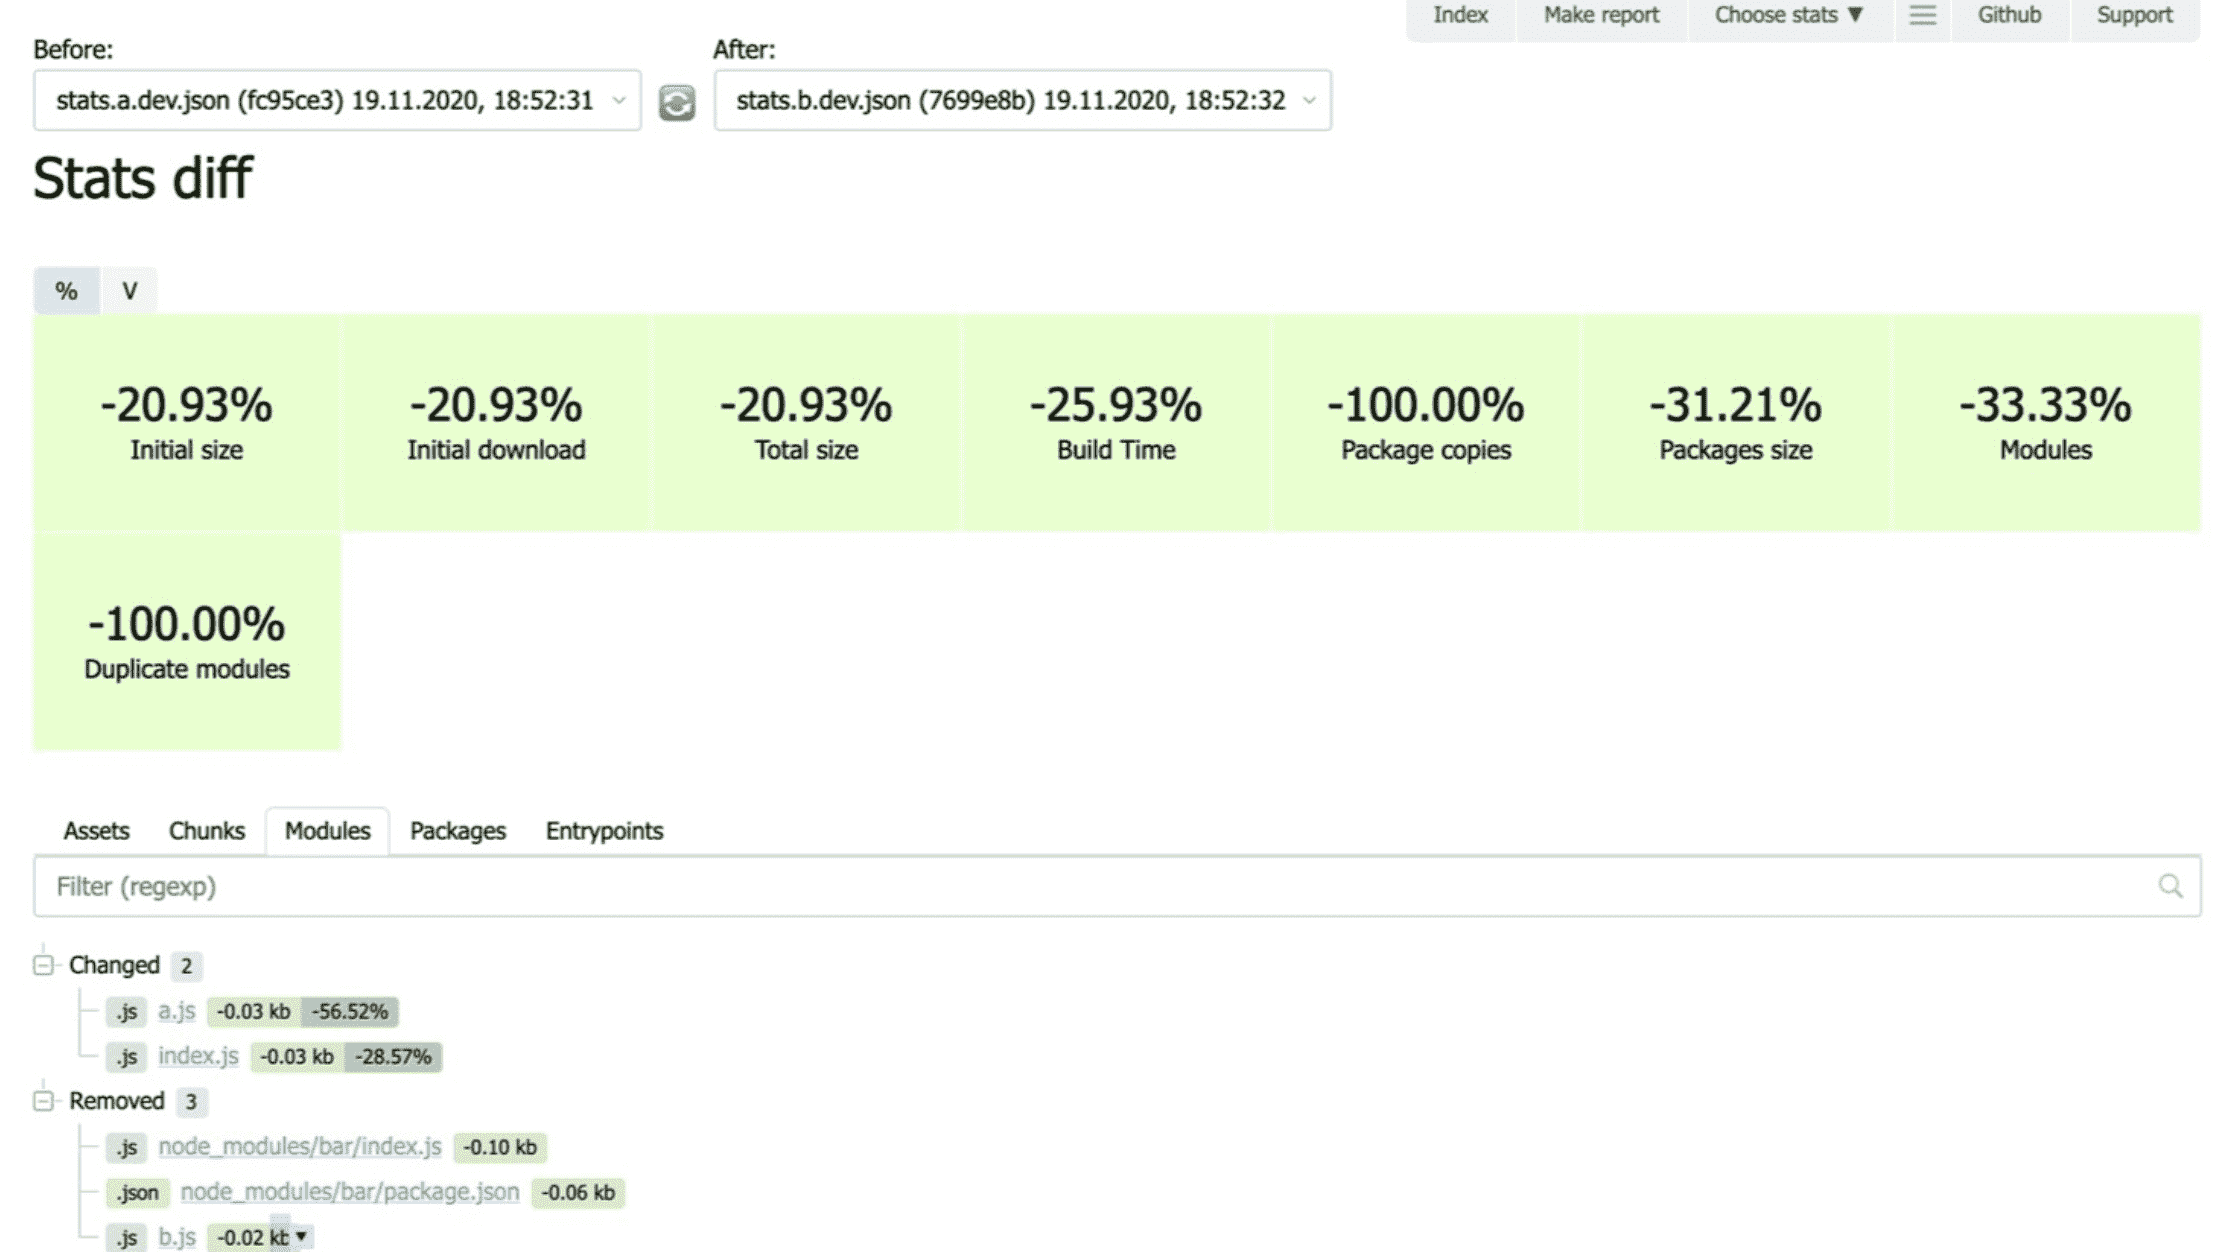 Index Make report Choose stats ▼ Github Support
Before: After:
stats.a.dev.json (fc95ce3) 19.11.2020, 18:52:31 stats.b.dev.json (7699e8b) 19.11.2020, 18:52:32
Stats diff
% V
-20.93% -20.93% -20.93% -25.93% -100.00% -31.21% -33.33%
Initial size Initial download Total size Build Time Package copies Packages size Modules
-100.00%
Duplicate modules
Assets Chunks Modules Packages Entrypoints
Filter (regexp)
Changed 2
.js a.js -0.03 kb -56.52%
.js index.js -0.03 kb -28.57%
Removed 3
.js node_modules/bar/index.js -0.10 kb
.json node_modules/bar/package.json -0.06 kb
.js b.js -0.02 kb ▼